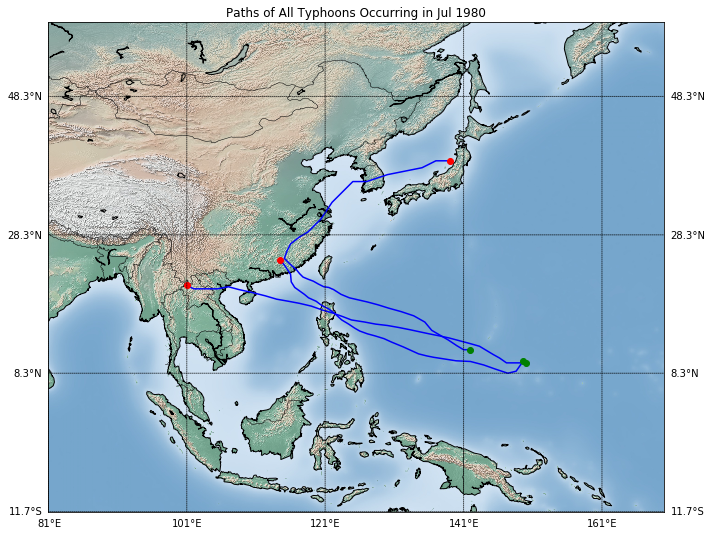 Paths of All Typhoons Occurring in Jul 1980
48.3°N 48.3°N
28.3°N 28.3°N
8.3°N 8.3°N
11.7°S 11.7°S
81°E 101°E 121°E 141°E 161°E